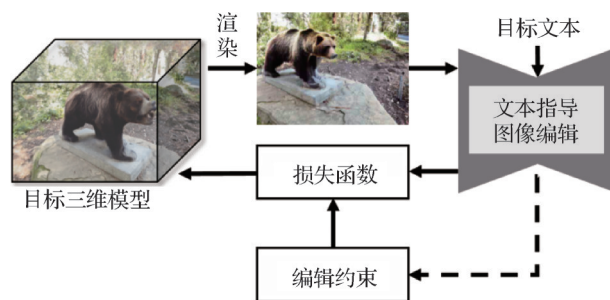 渲
染
目标文本
文本指导
图像编辑
损失函数
目标三维模型
编辑约束